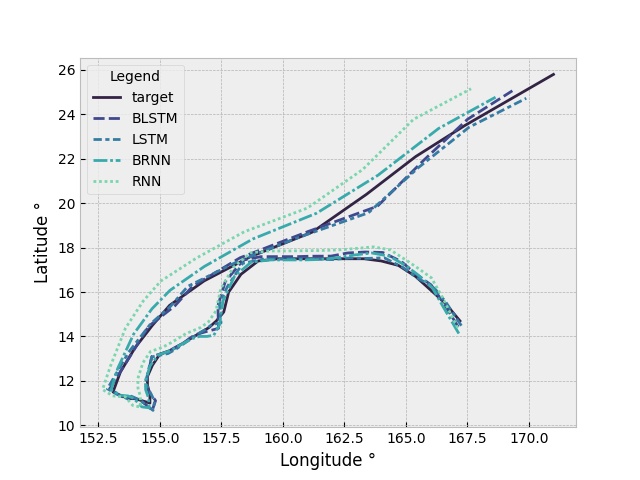 26
24
22
20
18
16
14
12
10
Latitude °
Legend
target
BLSTM
LSTM
BRNN
RNN
152.5 155.0 157.5 160.0 162.5 165.0 167.5 170.0
Longitude °